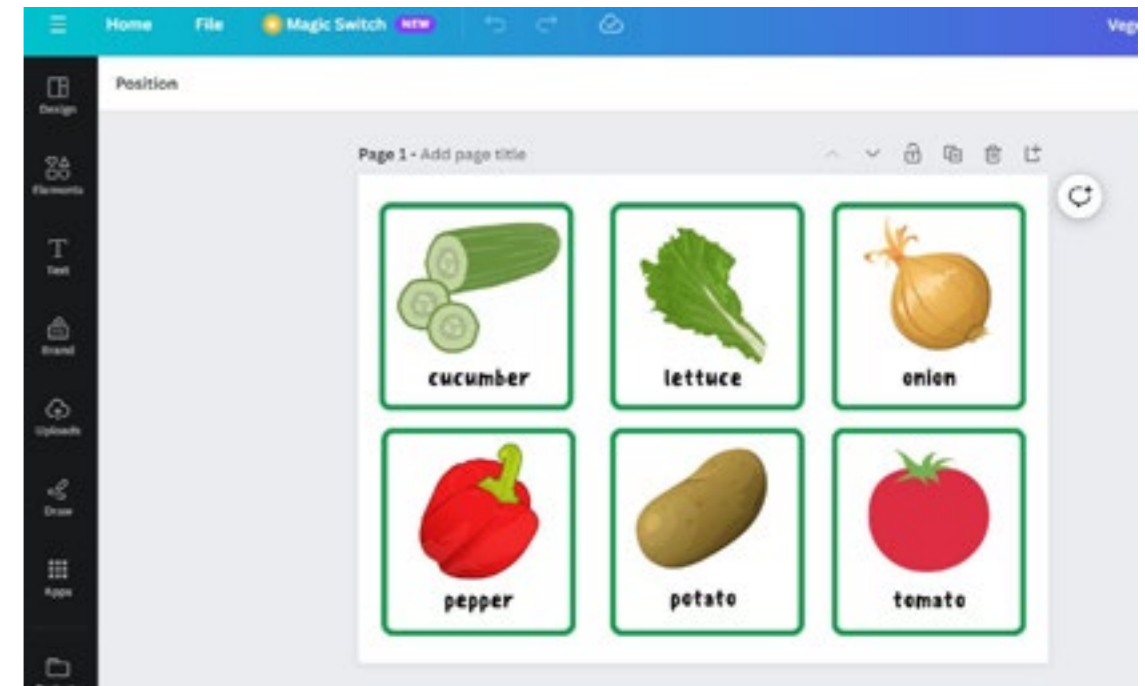 Home File Magic Switch NEW Vege
Position
Design
Elements
Text
Brand
Uploads
Draw
Apps
Page 1 - Add page title
cucumber lettuce onion
pepper potato tomato